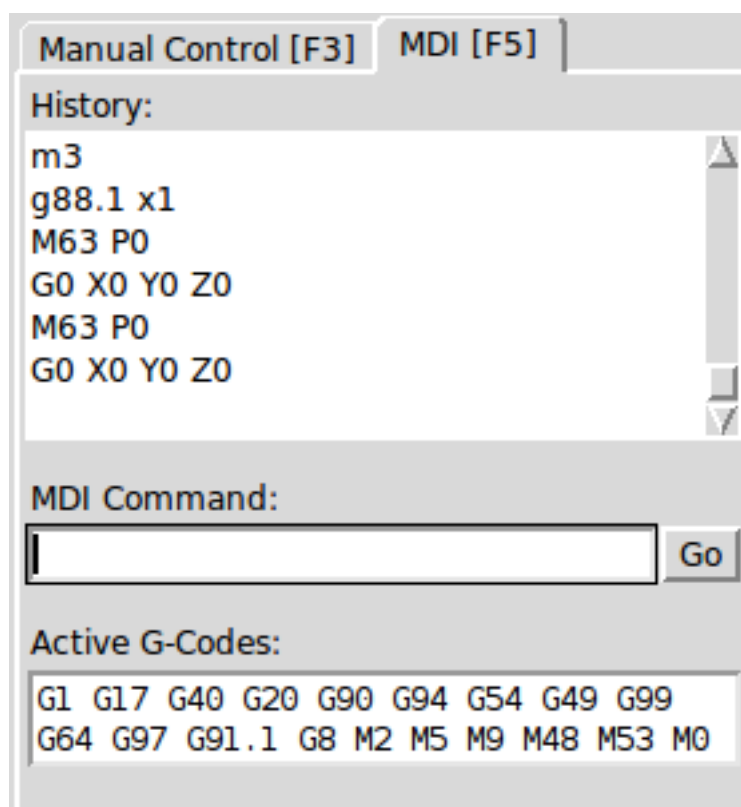 Manual Control [F3] MDI [F5]
History:
m3
g88.1 x1
M63 P0
G0 X0 Y0 Z0
M63 P0
G0 X0 Y0 Z0
MDI Command:
Go
Active G-Codes:
G1 G17 G40 G20 G90 G94 G54 G49 G99
G64 G97 G91.1 G8 M2 M5 M9 M48 M53 M0